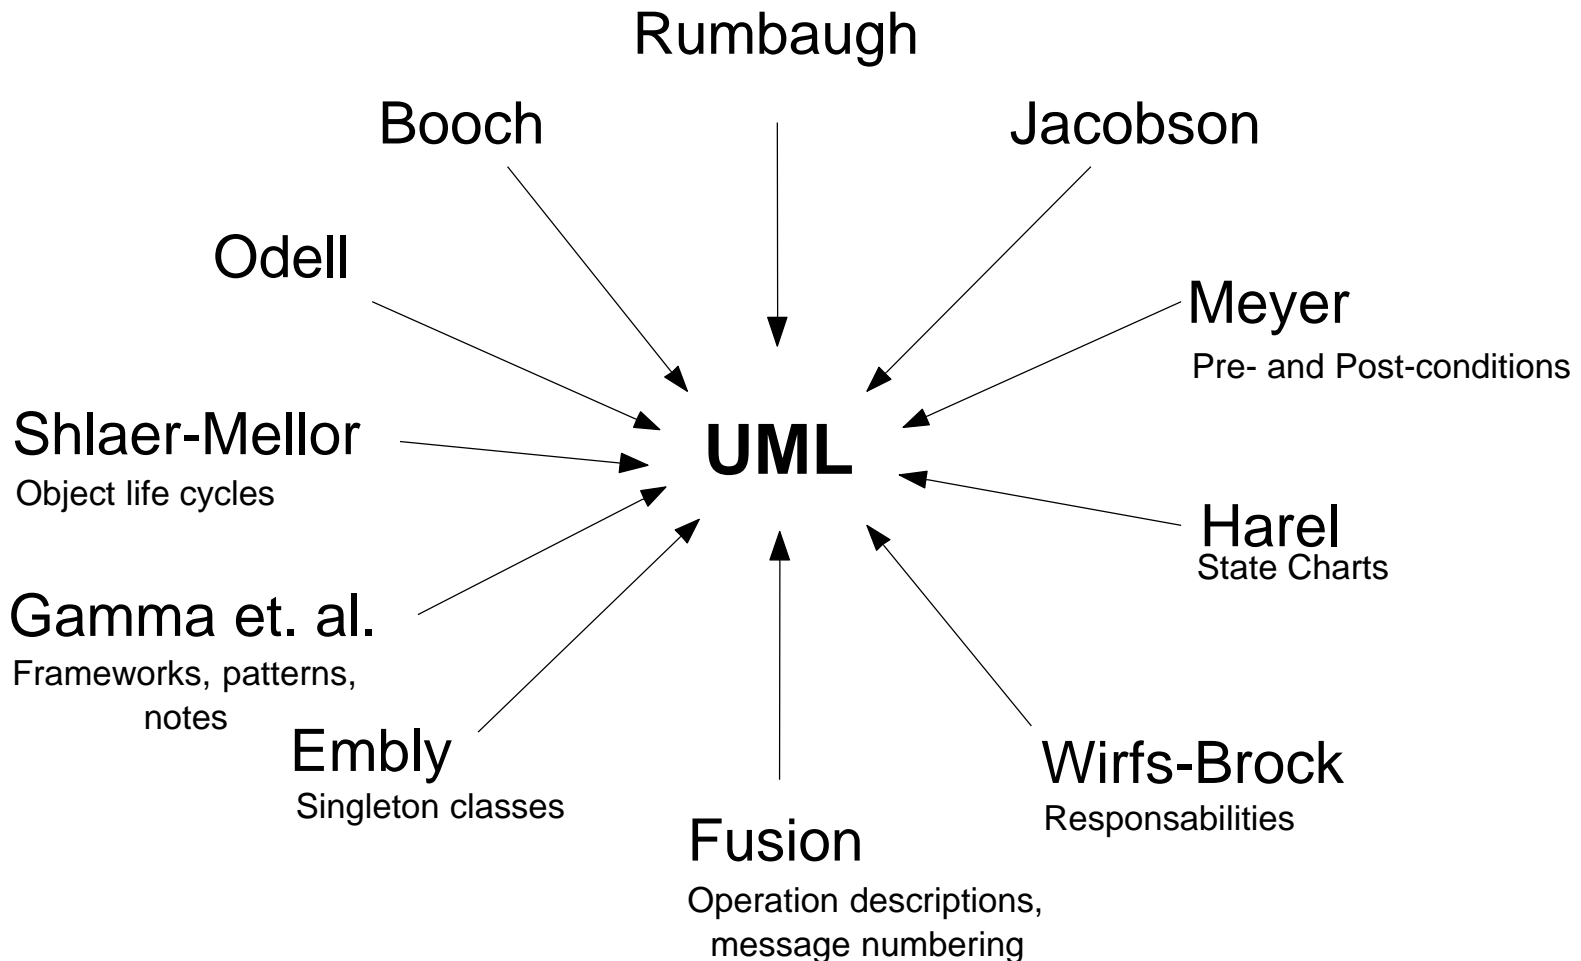 Rumbaugh
Booch
Jacobson
Odell
Meyer
Pre- and Post-conditions
Shlaer-Mellor
Object life cycles
UML
Harel
State Charts
Gamma et. al.
Frameworks, patterns,
notes
Embly
Singleton classes
Wirfs-Brock
Responsabilities
Fusion
Operation descriptions,
message numbering